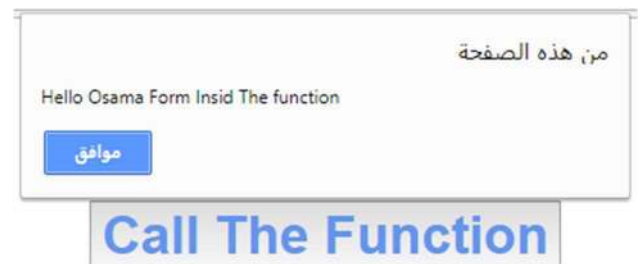 من هذه الصفحة
Hello Osama Form Insid The function
موافق
Call The Function